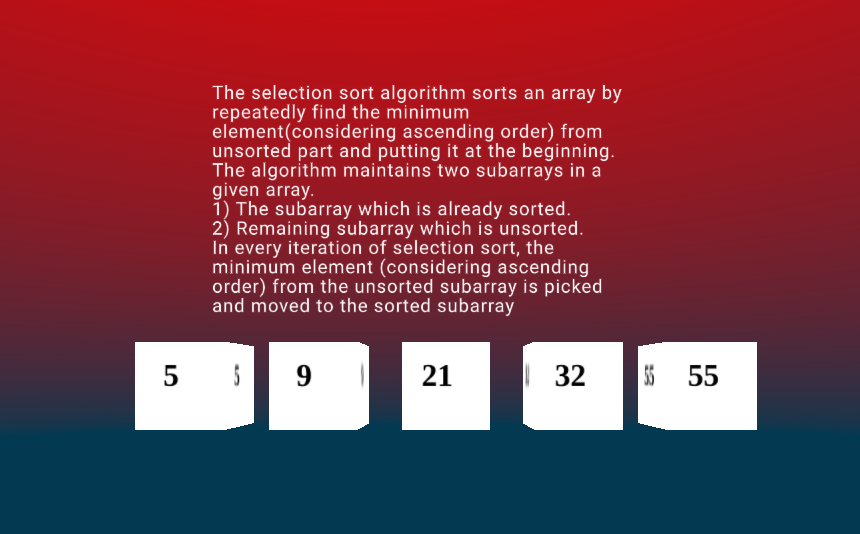 The selection sort algorithm sorts an array by
repeatedly find the minimum
element(considering ascending order) from
unsorted part and putting it at the beginning.
The algorithm maintains two subarrays in a
given array.
1) The subarray which is already sorted.
2) Remaining subarray which is unsorted.
In every iteration of selection sort, the
minimum element (considering ascending
order) from the unsorted subarray is picked
and moved to the sorted subarray
5 5 9 21 32 55 55